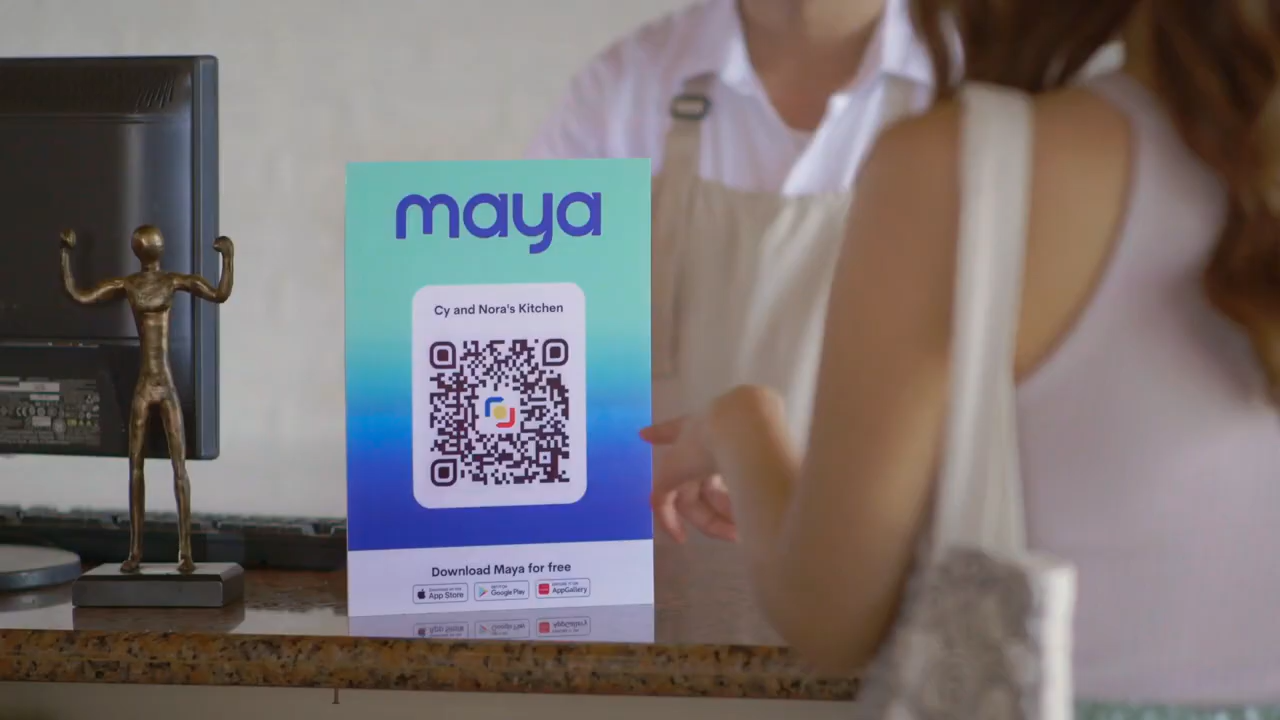 maya
Cy and Nora's Kitchen
Download Maya for free
App Store
Google Play
AppGallery